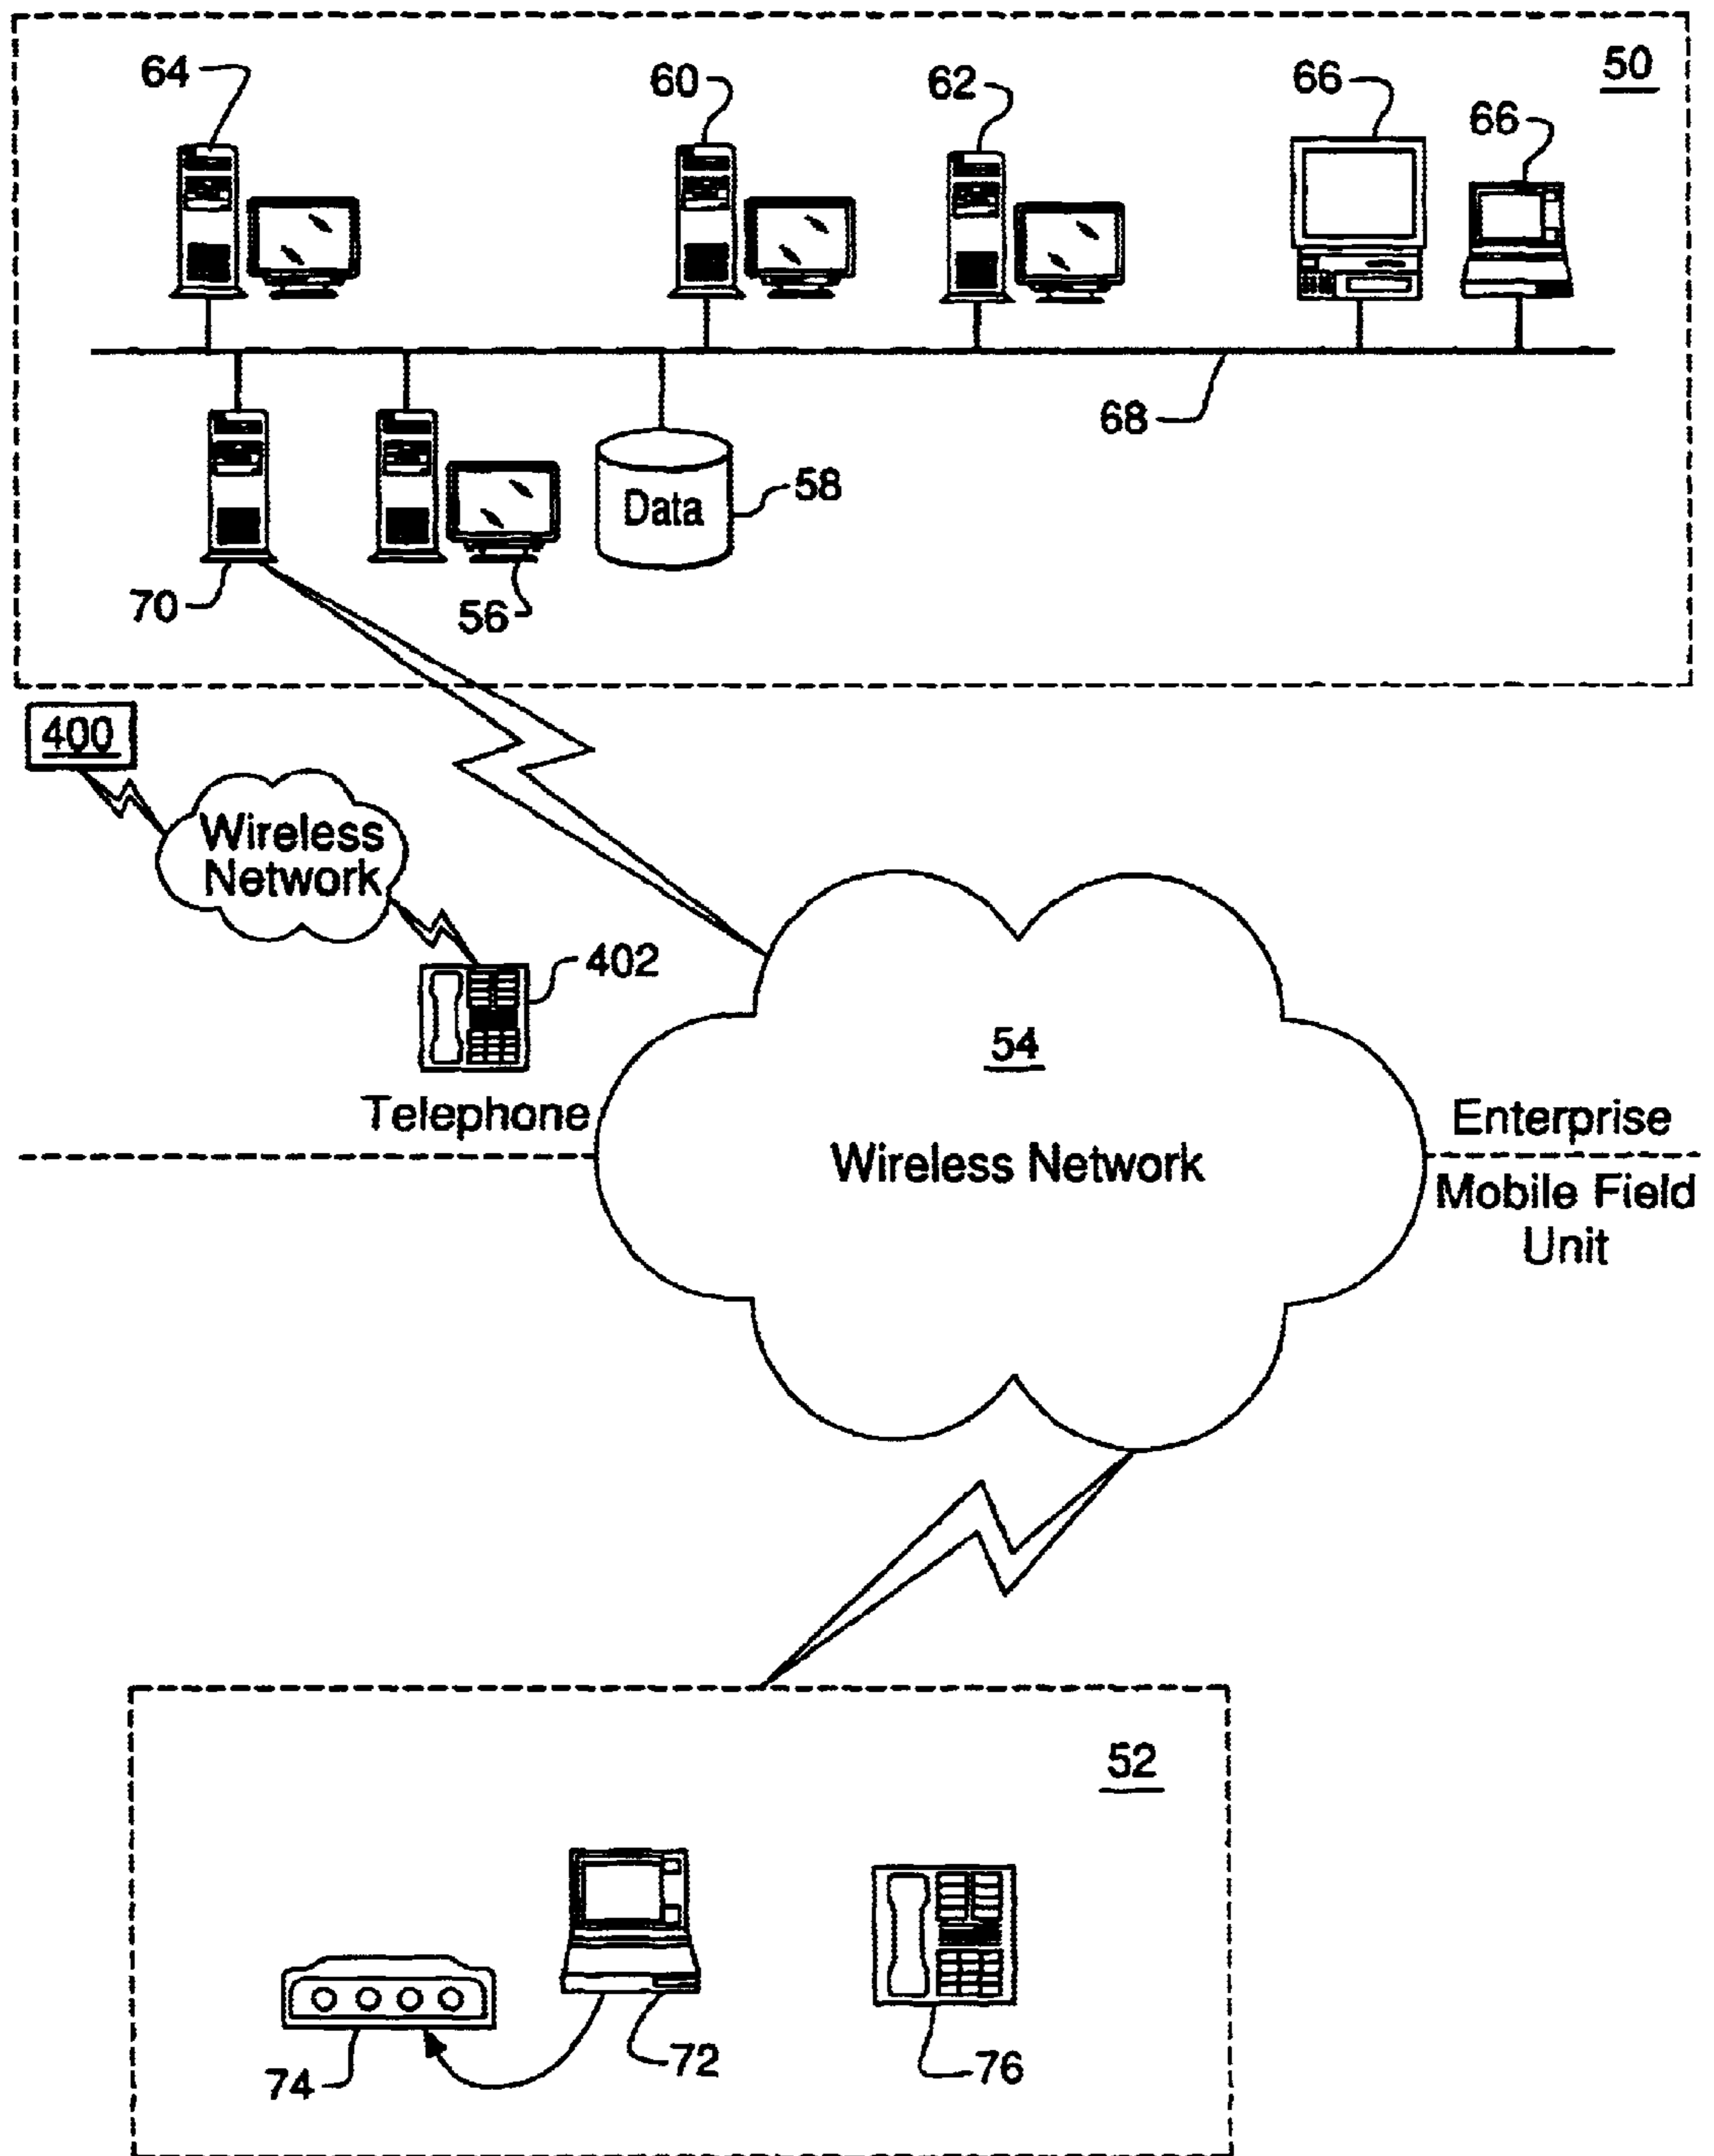 64
60
62
66
66
50
68
58
Data
70
56
400
Wireless
Network
402
Telephone
54
Wireless Network
Enterprise
Mobile Field
Unit
52
74
72
76